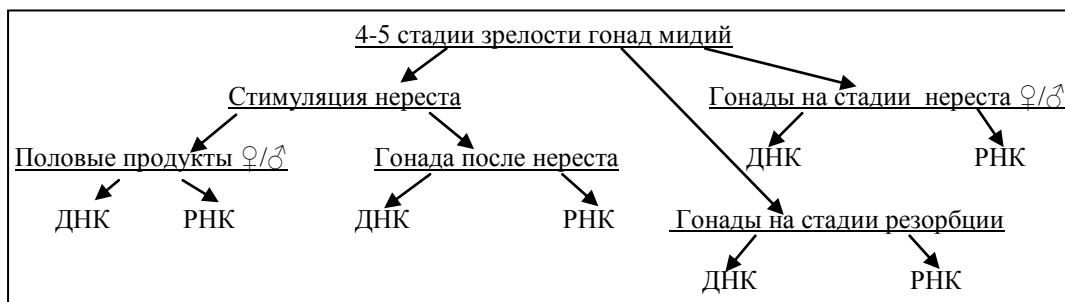 4-5 стадии зрелости гонад мидий
Стимуляция нереста
Гонады на стадии нереста ♀/♂
Половые продукты ♀/♂
Гонада после нереста
ДНК
РНК
ДНК
РНК
ДНК
РНК
Гонады на стадии резорбции
ДНК
РНК